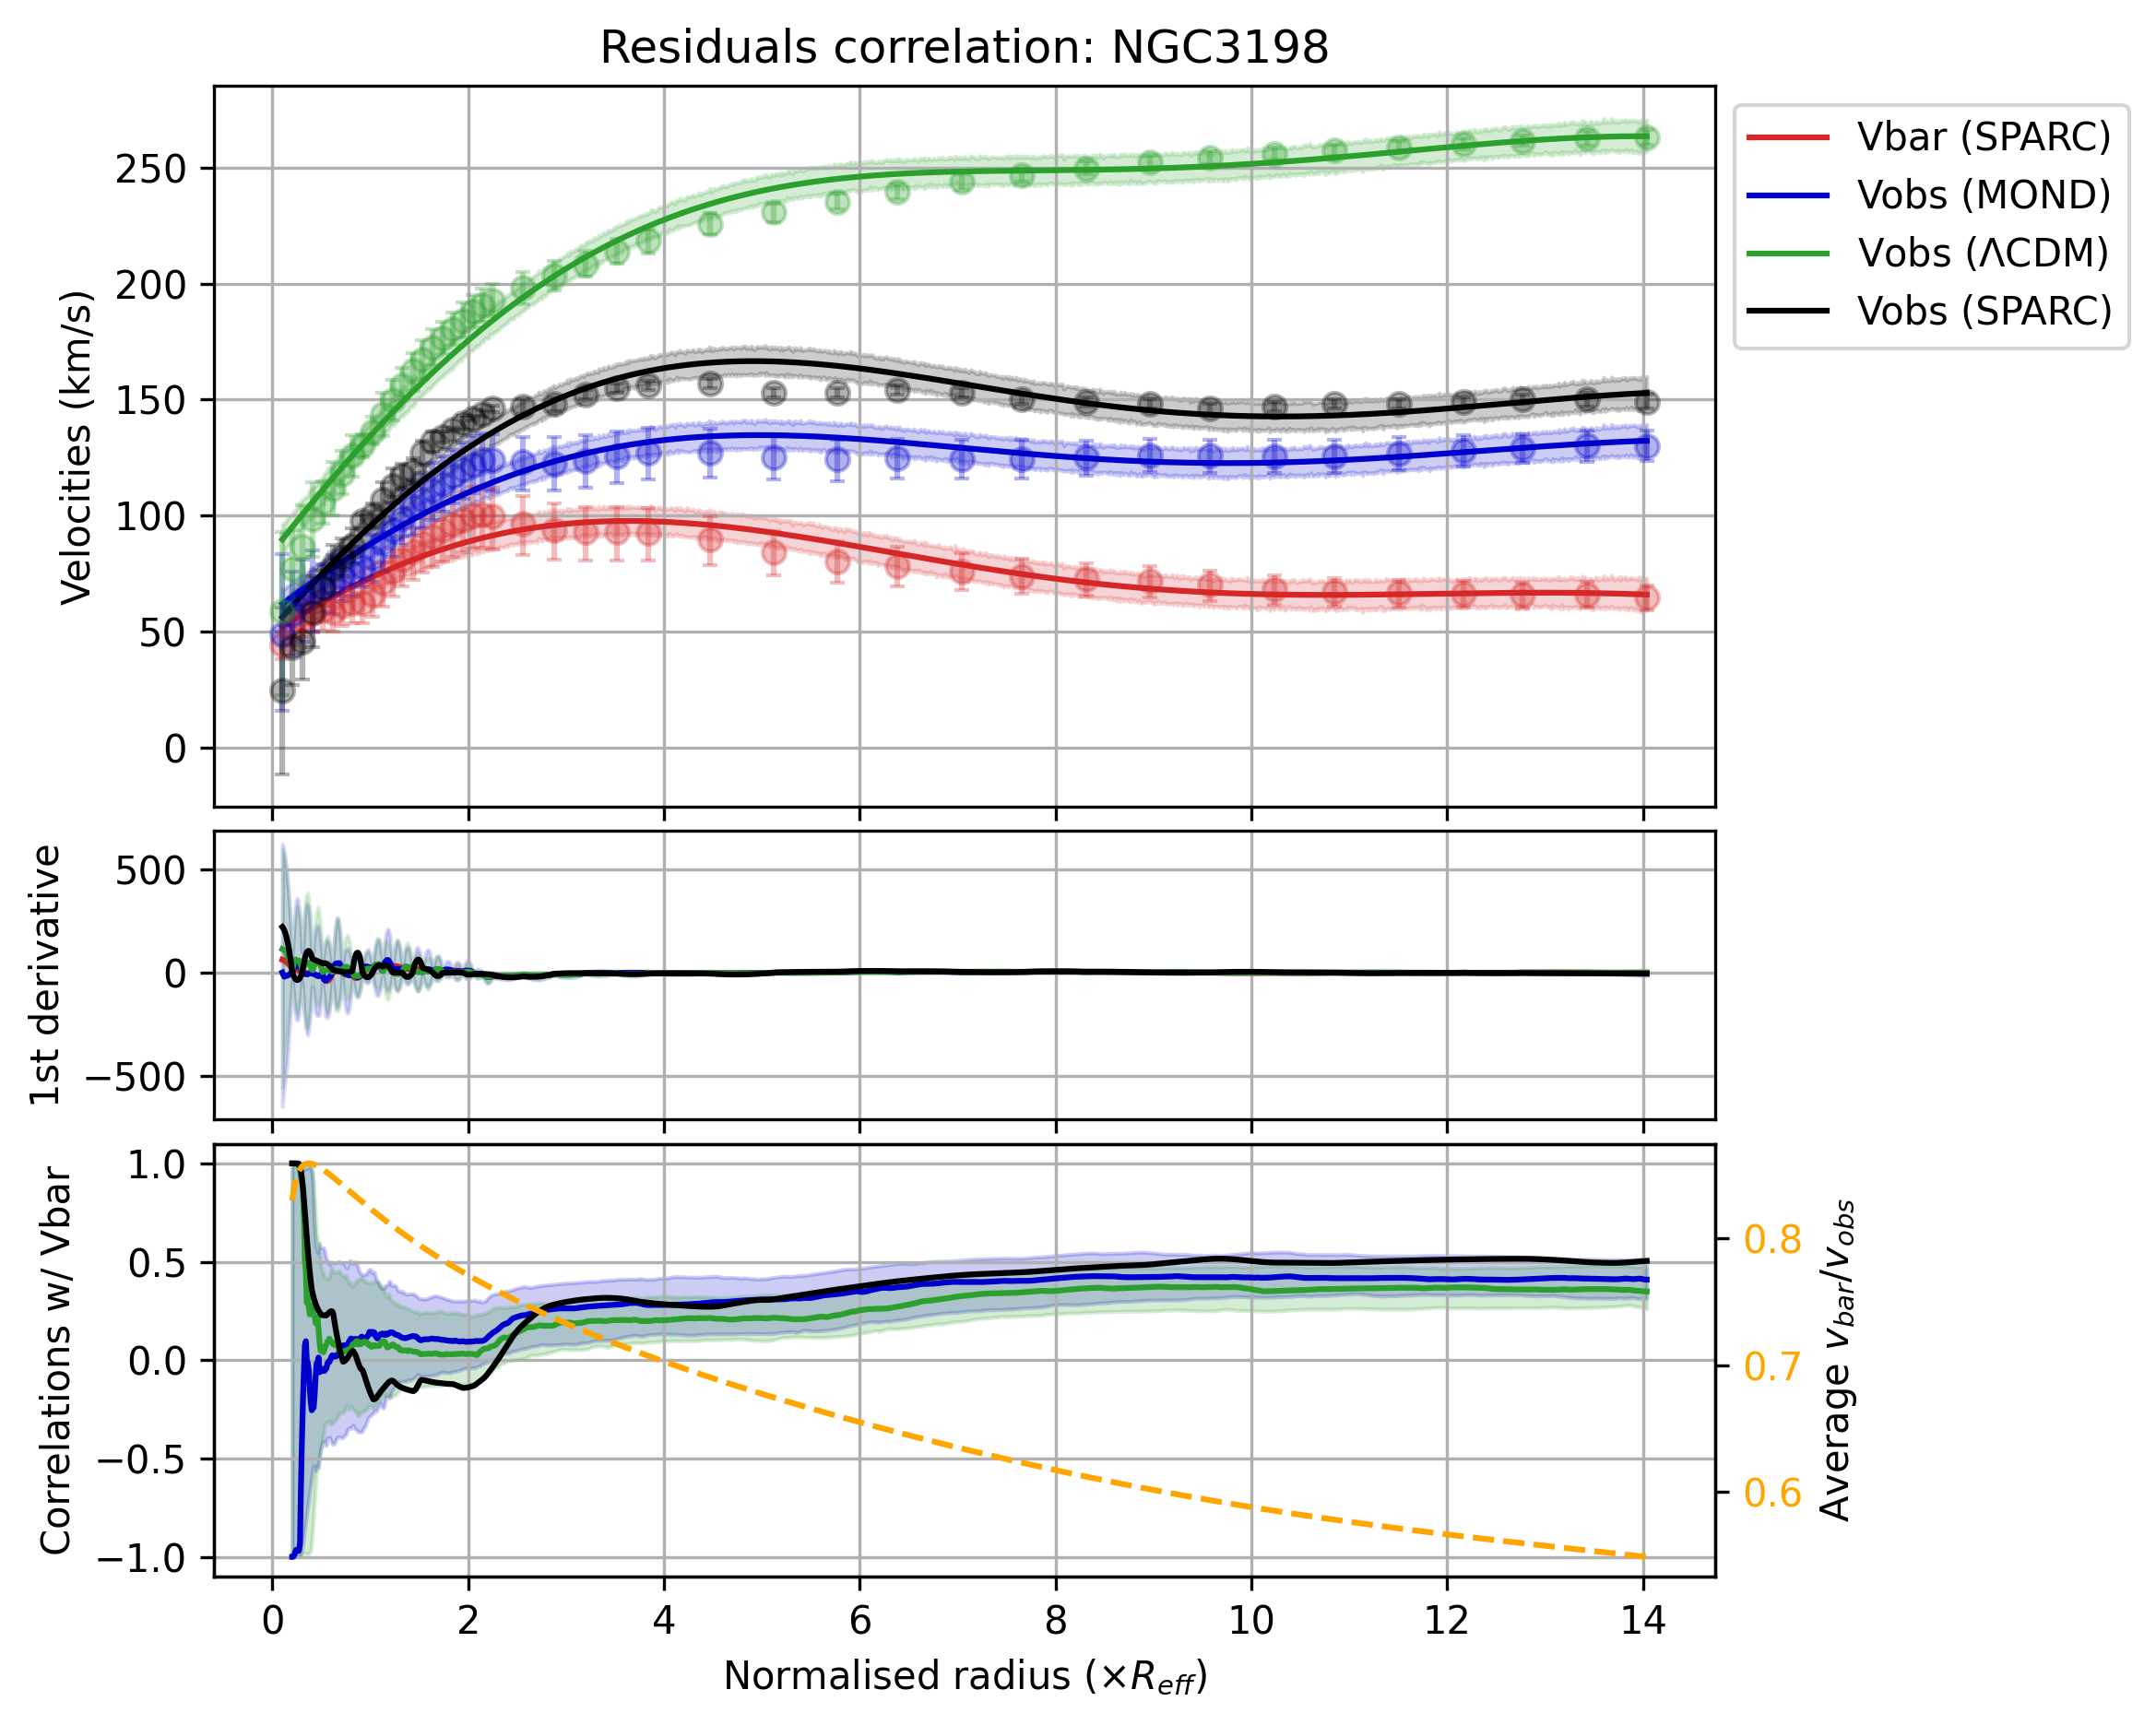 Residuals correlation: NGC3198
Velocities (km/s)
250
200
150
100
50
0
Vbar (SPARC)
Vobs (MOND)
Vobs (ΛCDM)
Vobs (SPARC)
1st derivative
500
0
−500
Correlations w/ Vbar
1.0
0.5
0.0
−0.5
−1.0
0.8
0.7
0.6
Average v_bar/v_obs
0 2 4 6 8 10 12 14
Normalised radius (×R_eff)